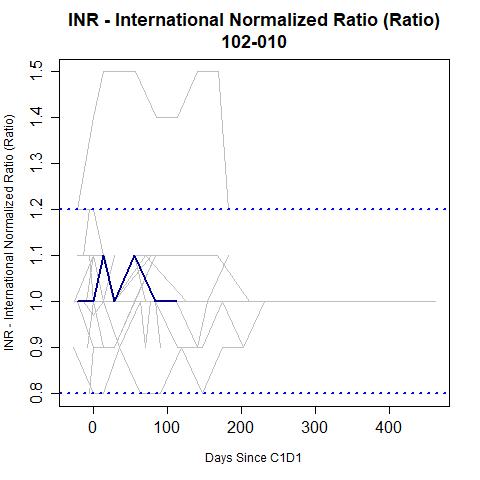 INR - International Normalized Ratio (Ratio)
102-010
INR - International Normalized Ratio (Ratio)
1.5
1.4
1.3
1.2
1.1
1.0
0.9
0.8
0 100 200 300 400
Days Since C1D1